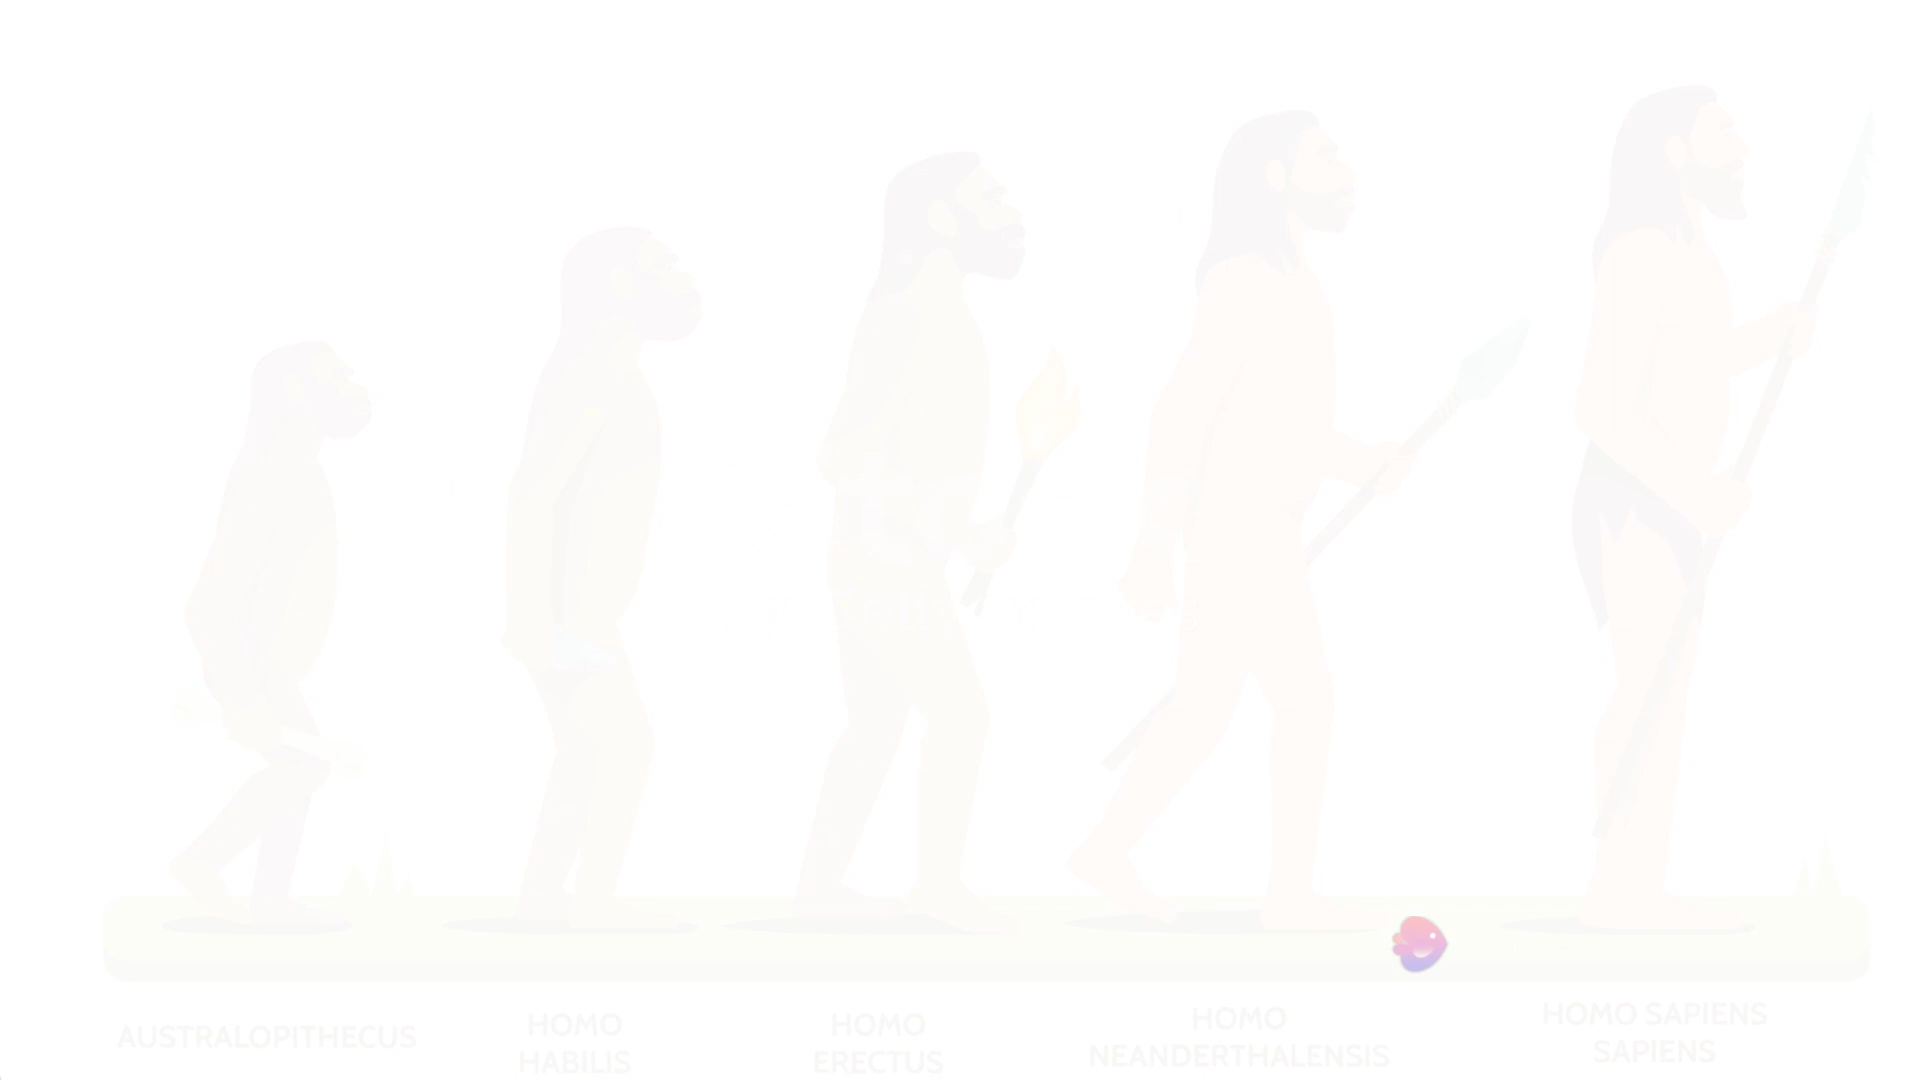 AUSTRALOPITHECUS
HOMO
HABILIS
HOMO
ERECTUS
HOMO
NEANDERTHALENSIS
HOMO SAPIENS
SAPIENS